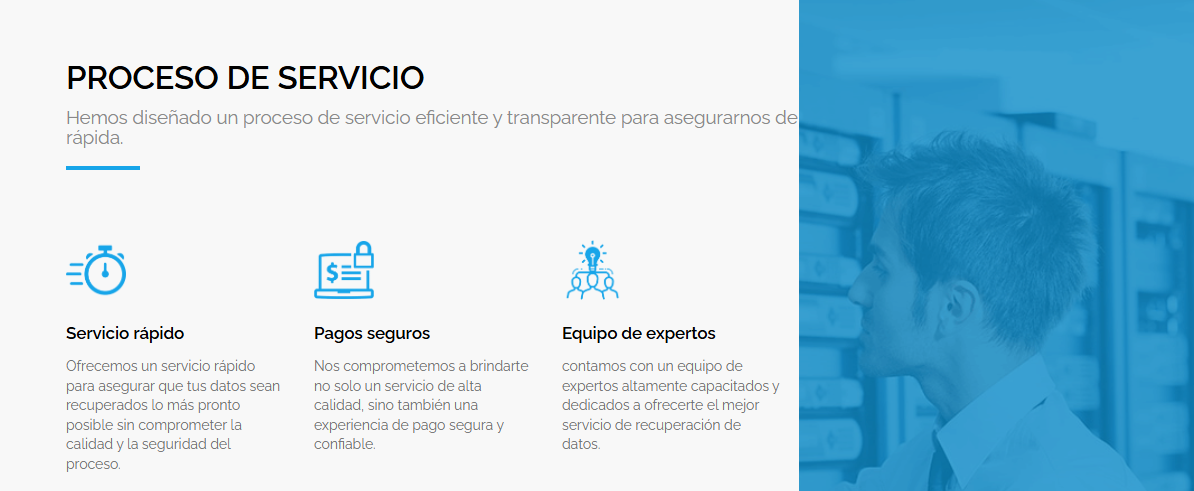 PROCESO DE SERVICIO
Hemos diseñado un proceso de servicio eficiente y transparente para asegurarnos de
rápida.
Servicio rápido
Ofrecemos un servicio rápido
para asegurar que tus datos sean
recuperados lo más pronto
posible sin comprometer la
calidad y la seguridad del
proceso.
Pagos seguros
Nos comprometemos a brindarte
no solo un servicio de alta
calidad, sino también una
experiencia de pago segura y
confiable.
Equipo de expertos
contamos con un equipo de
expertos altamente capacitados y
dedicados a ofrecerte el mejor
servicio de recuperación de
datos.